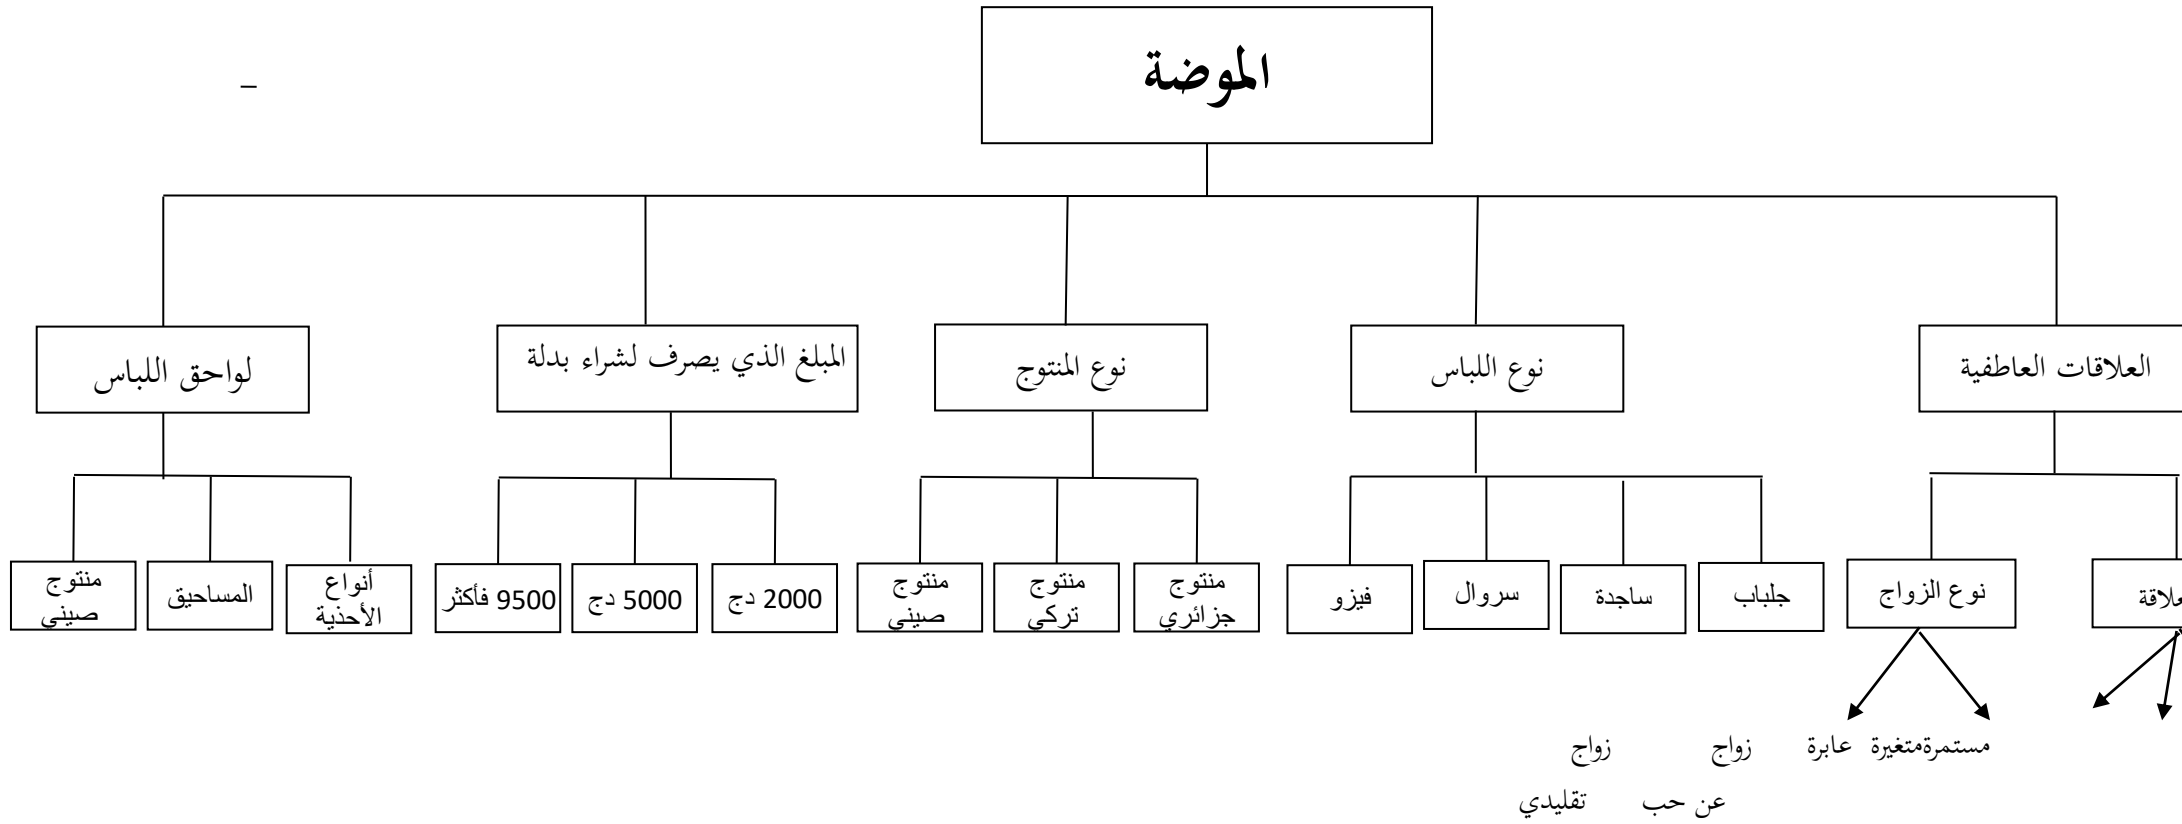 الموضة
–
العلاقات العاطفية
نوع اللباس
نوع المنتوج
المبلغ الذي يصرف لشراء بدلة
لواحق اللباس
نوع الزواج
جلباب
ساجدة
سروال
فيزو
منتوج
جزائري
منتوج
تركي
منتوج
صيني
2000 دج
5000 دج
9500 فأكثر
أنواع
الأحذية
المساحيق
منتوج
صيني
مستمرةمتغيرة عابرة زواج زواج
عن حب تقليدي